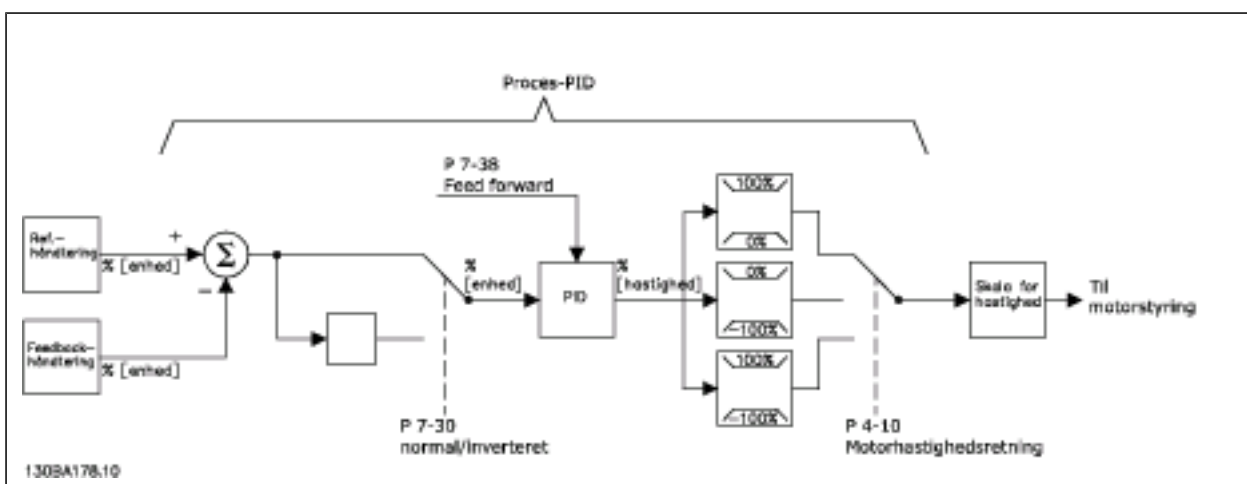 Proces-PID
P 7-38
Feed forward
Ref.-
håndtering
% [enhed]
+
−
Σ
Feedback-
håndtering
% [enhed]
%
[enhed]
PID
%
[hastighed]
100%
0%
0%
-100%
100%
-100%
Skala for
hastighed
Til
motorstyring
P 7-30
normal/inverteret
P 4-10
Motorhastighedsretning
130BA178.10